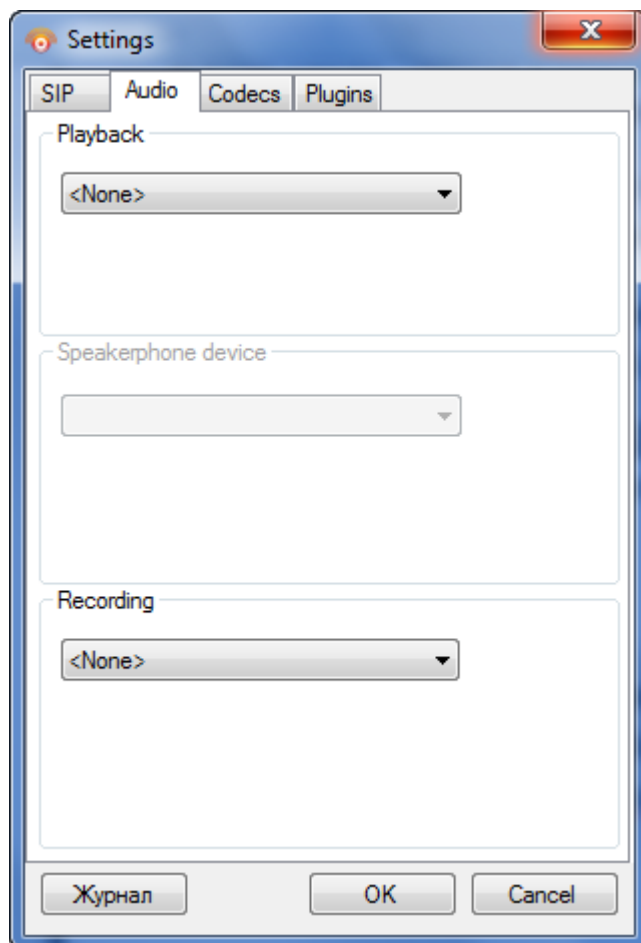 Settings
SIP Audio Codecs Plugins
Playback
<None>
Speakerphone device
Recording
<None>
Журнал OK Cancel